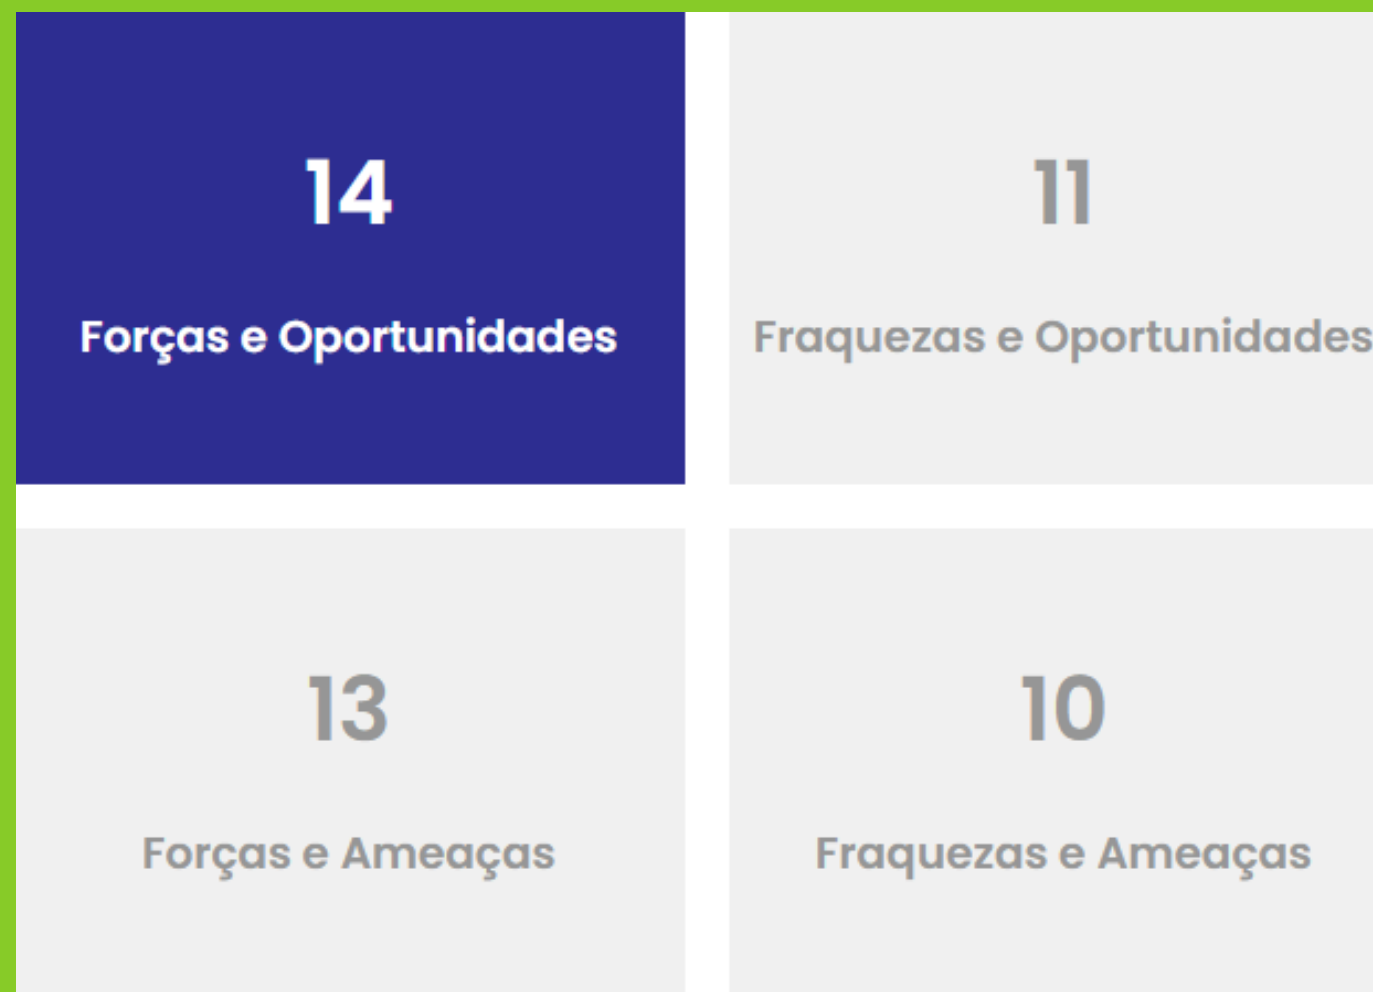 14
Forças e Oportunidades
11
Fraquezas e Oportunidades
13
Forças e Ameaças
10
Fraquezas e Ameaças